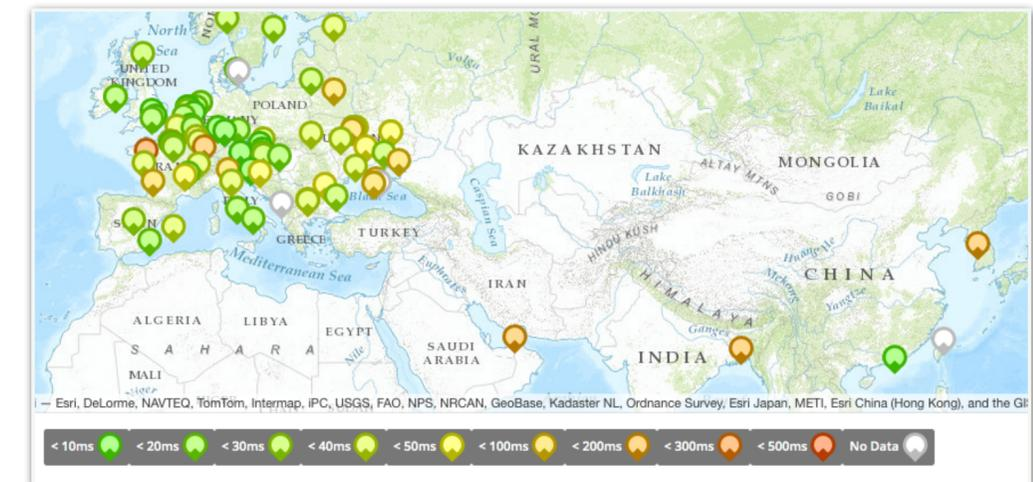 North
Sea
UNITED
KINGDOM
URAL
Volga
Lake
Baikal
POLAND
KAZAKHSTAN
ALTAY MTNS
MONGOLIA
Lake
Balkhash
GOBI
Caspian Sea
Black Sea
GREECE
TURKEY
HINDU KUSH
Mediterranean Sea
Euphrates
IRAN
HIMALAYA
Huang He
CHINA
Mekong
Yangtze
ALGERIA
LIBYA
EGYPT
Nile
SAHARA
SAUDI
ARABIA
Ganges
INDIA
MALI
Niger
— Esri, DeLorme, NAVTEQ, TomTom, Intermap, iPC, USGS, FAO, NPS, NRCAN, GeoBase, Kadaster NL, Ordnance Survey, Esri Japan, METI, Esri China (Hong Kong), and the GI
< 10ms < 20ms < 30ms < 40ms < 50ms < 100ms < 200ms < 300ms < 500ms No Data